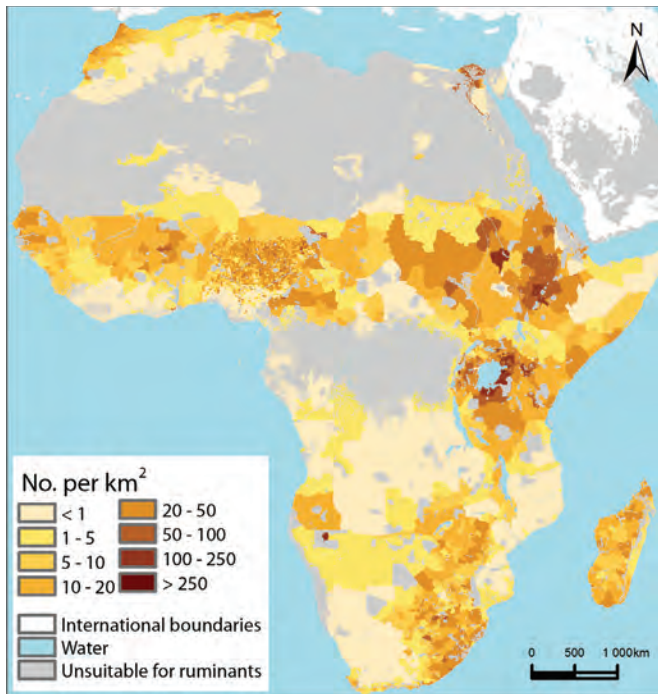 N
No. per km²
< 1
1 - 5
5 - 10
10 - 20
20 - 50
50 - 100
100 - 250
> 250
International boundaries
Water
Unsuitable for ruminants
0 500 1 000km